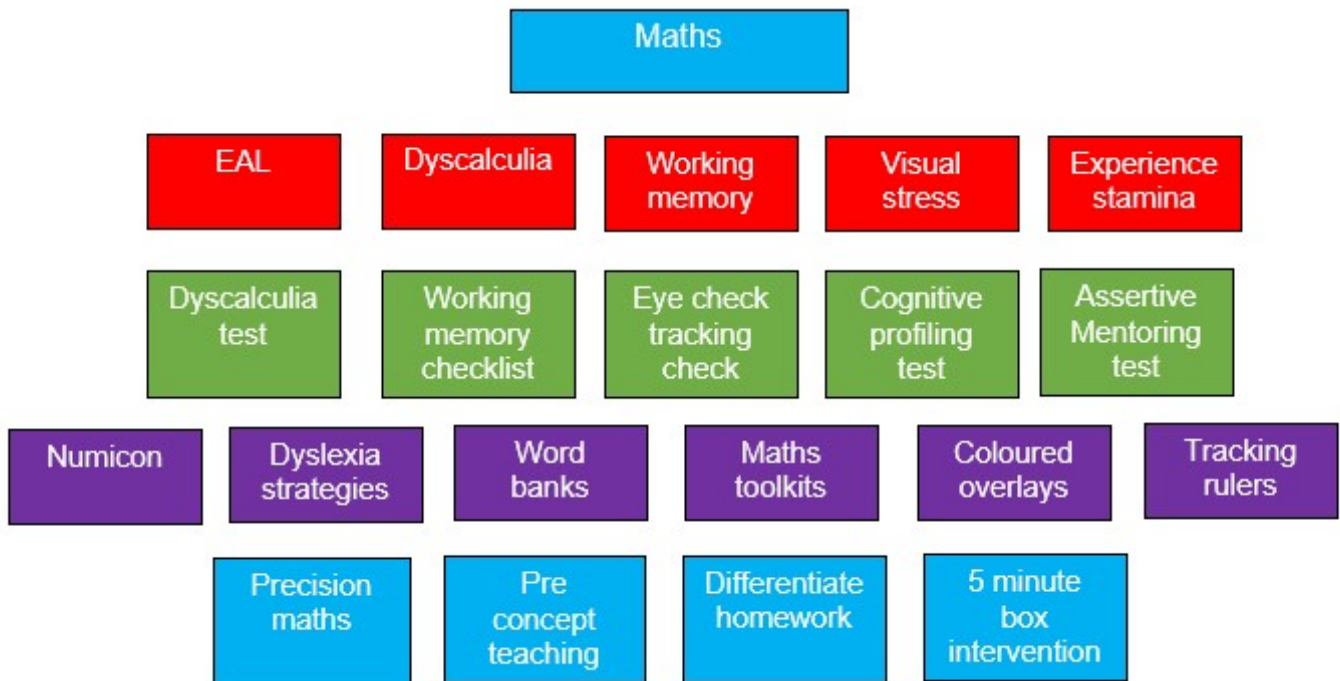 Maths
EAL
Dyscalculia
Working
memory
Visual
stress
Experience
stamina
Dyscalculia
test
Working
memory
checklist
Eye check
tracking
check
Cognitive
profiling
test
Assertive
Mentoring
test
Numicon
Dyslexia
strategies
Word
banks
Maths
toolkits
Coloured
overlays
Tracking
rulers
Precision
maths
Pre
concept
teaching
Differentiate
homework
5 minute
box
intervention